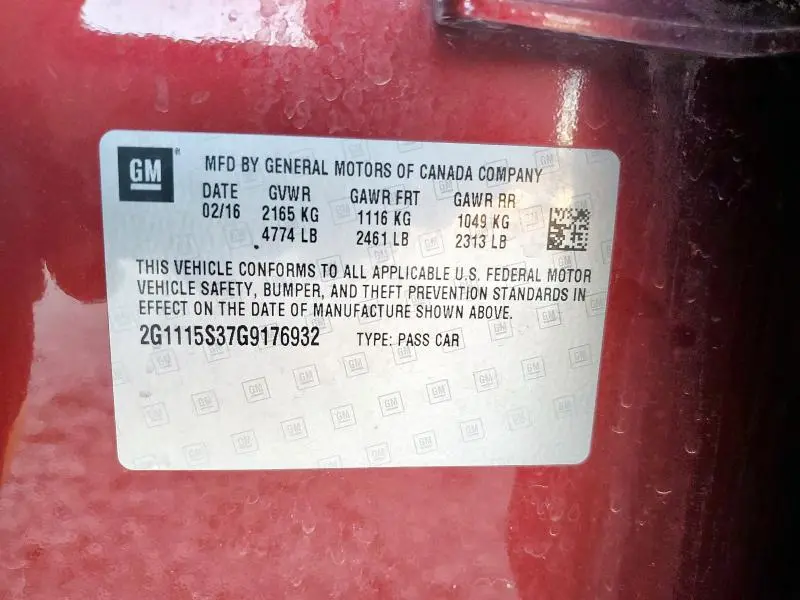 GM
MFD BY GENERAL MOTORS OF CANADA COMPANY
DATE GVWR GAWR FRT GAWR RR
02/16 2165 KG 1116 KG 1049 KG
4774 LB 2461 LB 2313 LB
THIS VEHICLE CONFORMS TO ALL APPLICABLE U.S. FEDERAL MOTOR
VEHICLE SAFETY, BUMPER, AND THEFT PREVENTION STANDARDS IN
EFFECT ON THE DATE OF MANUFACTURE SHOWN ABOVE.
2G1115S37G9176932 TYPE: PASS CAR